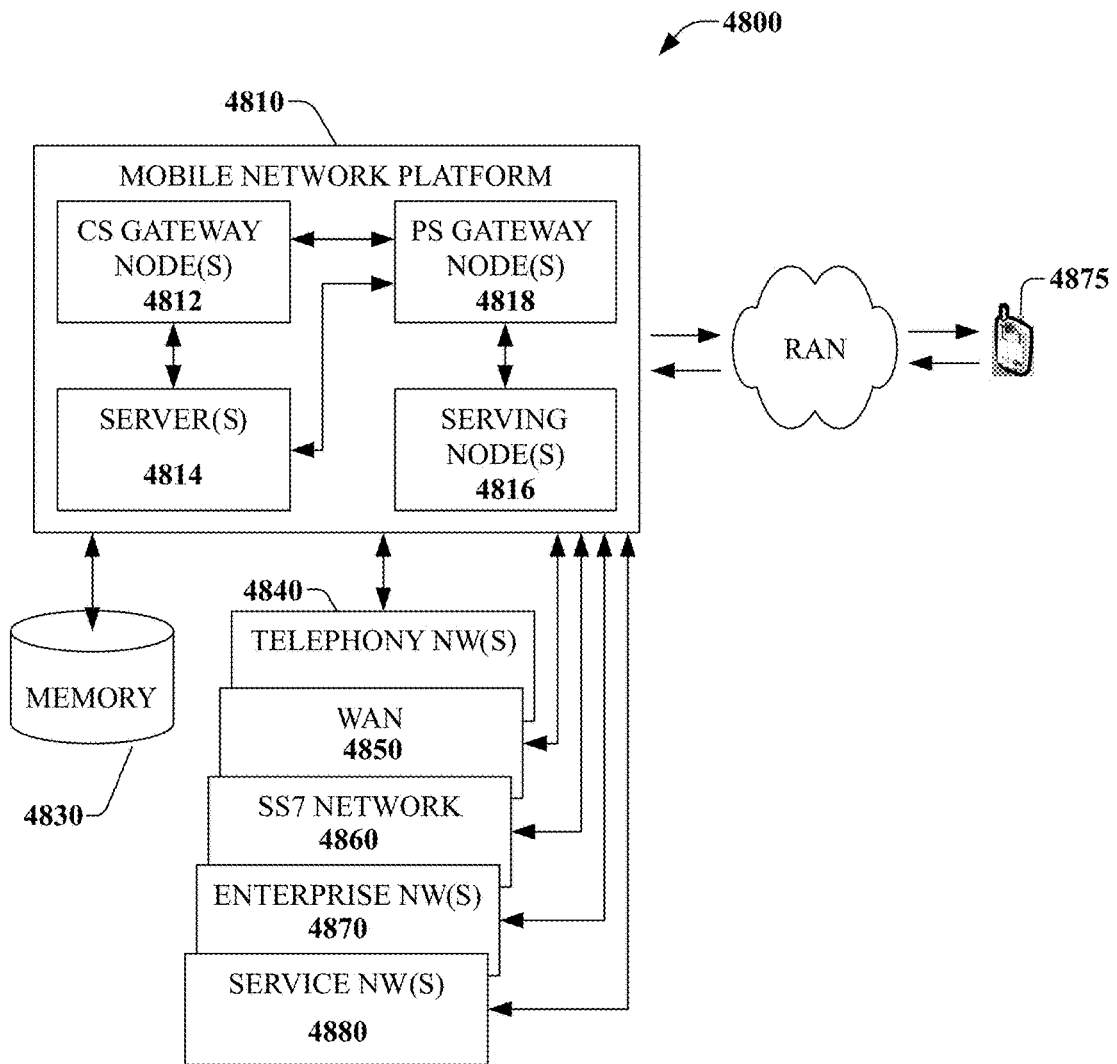 4800
4810
MOBILE NETWORK PLATFORM
CS GATEWAY
NODE(S)
4812
PS GATEWAY
NODE(S)
4818
SERVER(S)
4814
SERVING
NODE(S)
4816
RAN
4875
4840
TELEPHONY NW(S)
MEMORY
4830
WAN
4850
SS7 NETWORK
4860
ENTERPRISE NW(S)
4870
SERVICE NW(S)
4880